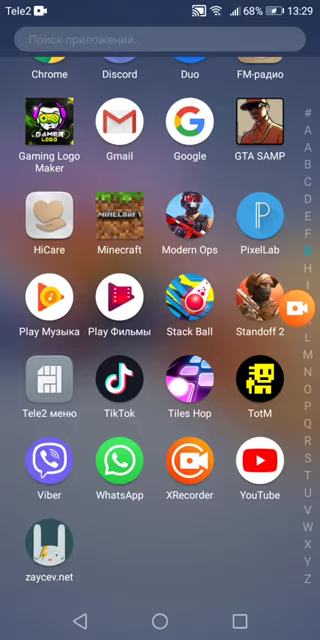 Tele2 68% 13:29
Поиск приложений..
Chrome Discord Duo FM-радио
#
A
A
B
C
D
E
F
GAMER
LOGO
Gaming Logo
Maker
Gmail Google GTA SAMP
HiCare Minecraft Modern Ops PixelLab
H
I
Play Музыка Play Фильмы Stack Ball Standoff 2
L
M
N
O
P
Q
R
S
T
U
V
W
X
Y
Z
Tele2 меню TikTok Tiles Hop TotM
Viber WhatsApp XRecorder YouTube
zaycev.net